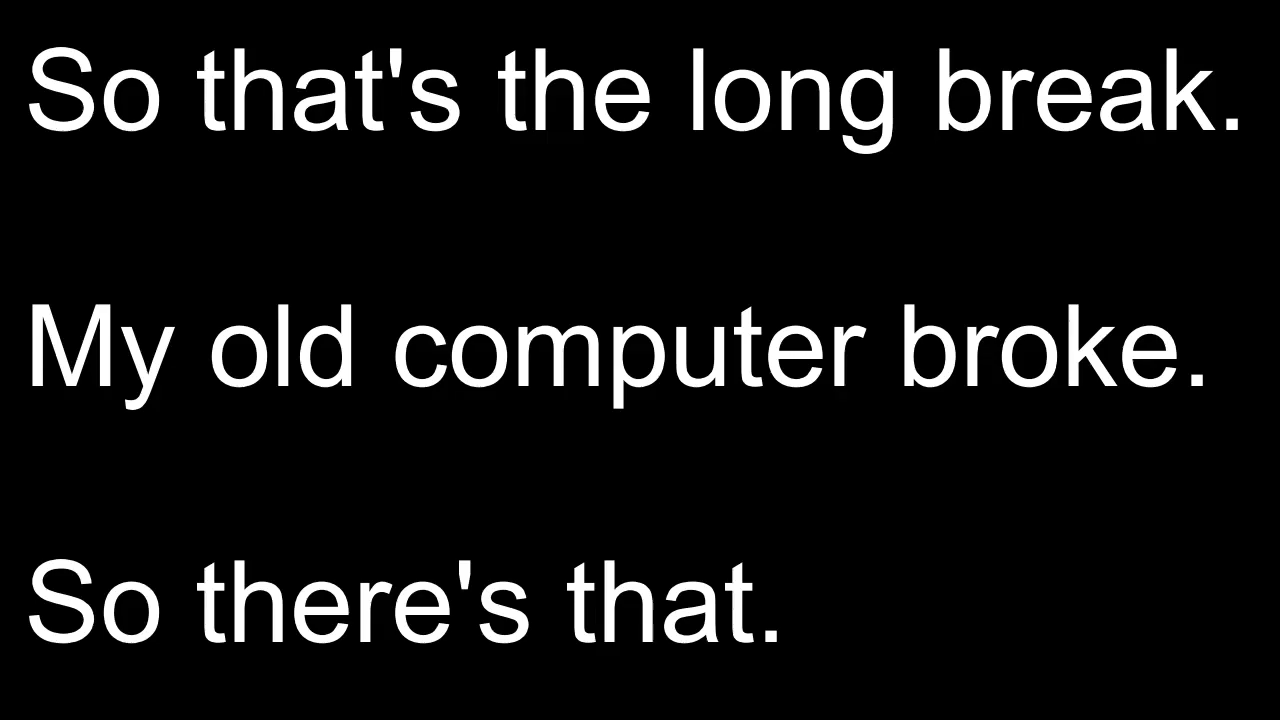 So that's the long break.
My old computer broke.
So there's that.